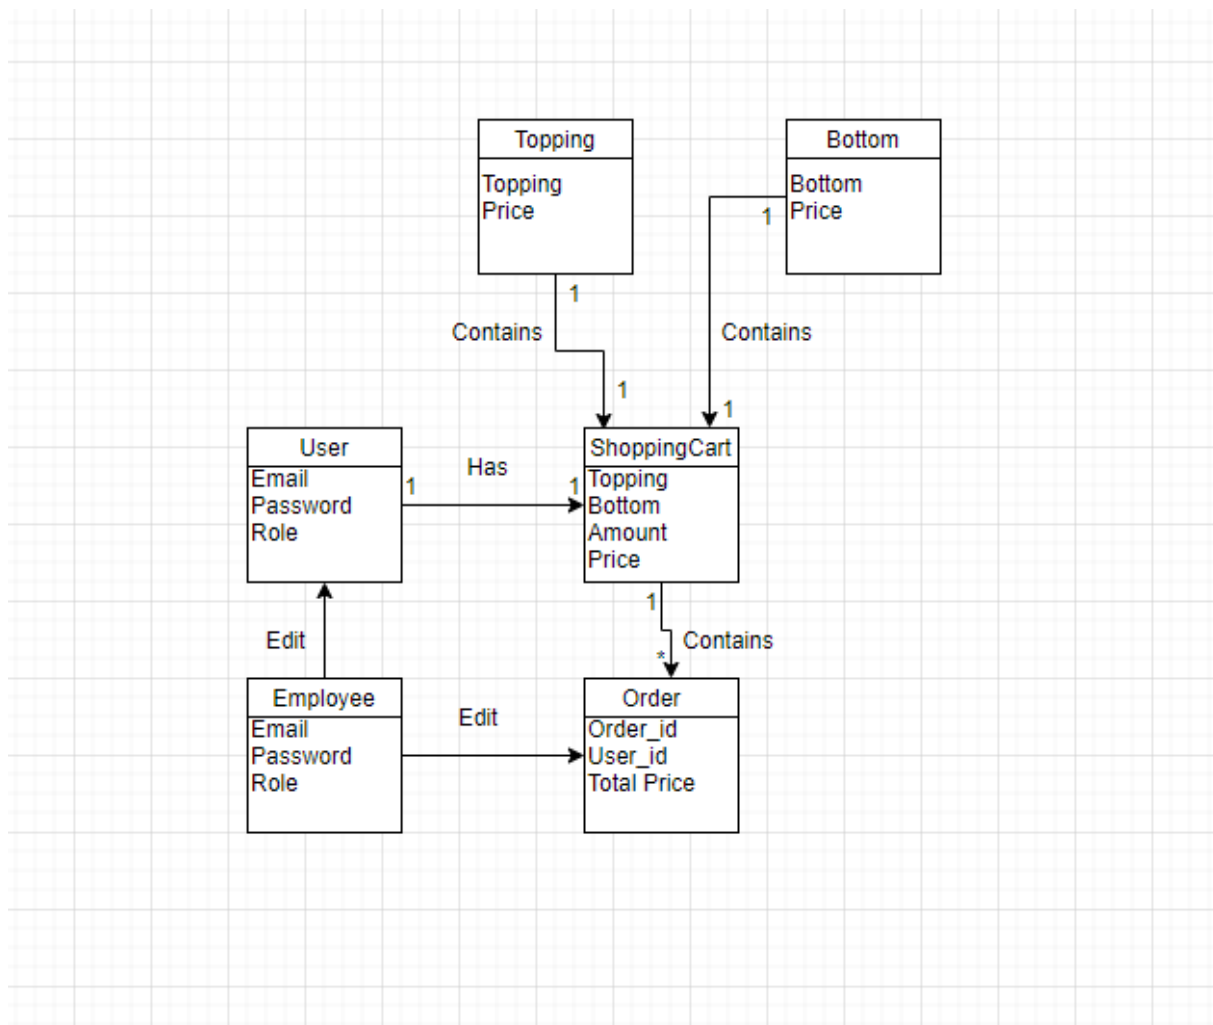 Topping
Topping
Price
Bottom
Bottom
Price
1
1
Contains
Contains
1
1
User
Email
Password
Role
Has
1
1
ShoppingCart
Topping
Bottom
Amount
Price
1
Contains
*
Edit
Employee
Email
Password
Role
Edit
Order
Order_id
User_id
Total Price